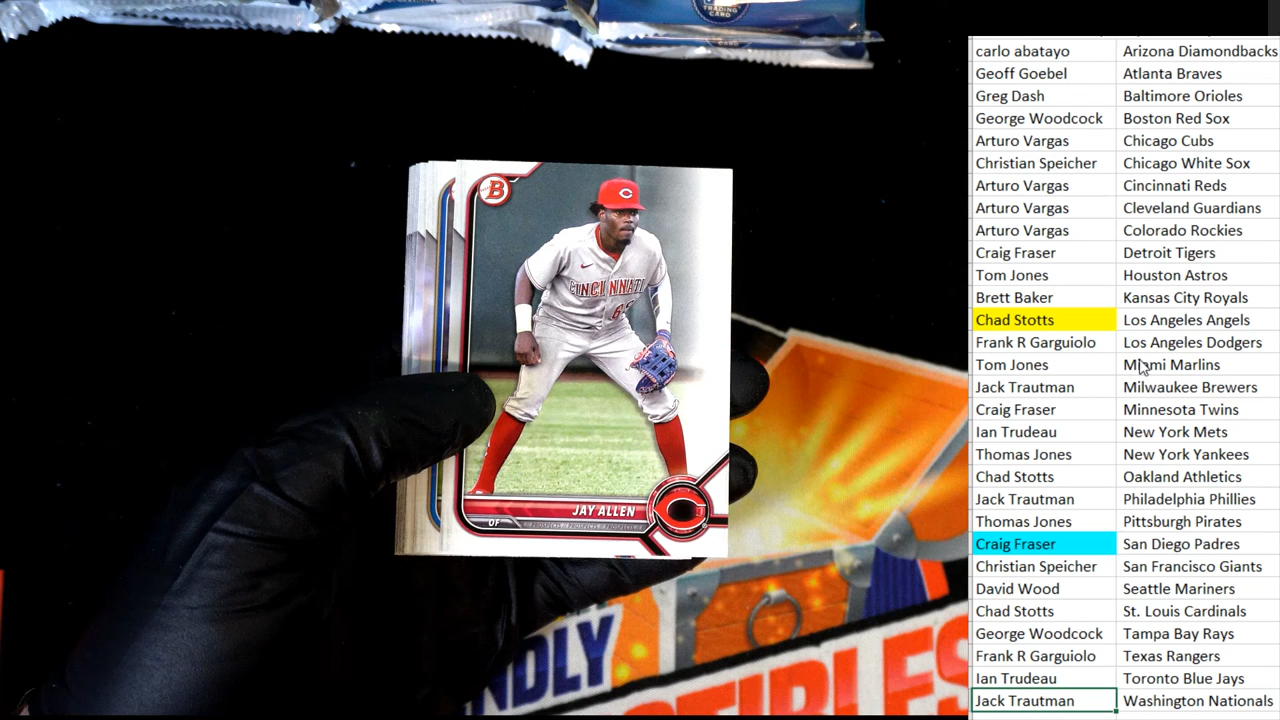 TRADING
CARD
B
C
CINCINNATI
JAY ALLEN
OF
PROSPECTS
NDLY
TIBLES
carlo abatayo Arizona Diamondbacks
Geoff Goebel Atlanta Braves
Greg Dash Baltimore Orioles
George Woodcock Boston Red Sox
Arturo Vargas Chicago Cubs
Christian Speicher Chicago White Sox
Arturo Vargas Cincinnati Reds
Arturo Vargas Cleveland Guardians
Arturo Vargas Colorado Rockies
Craig Fraser Detroit Tigers
Tom Jones Houston Astros
Brett Baker Kansas City Royals
Chad Stotts Los Angeles Angels
Frank R Garguiolo Los Angeles Dodgers
Tom Jones Miami Marlins
Jack Trautman Milwaukee Brewers
Craig Fraser Minnesota Twins
Ian Trudeau New York Mets
Thomas Jones New York Yankees
Chad Stotts Oakland Athletics
Jack Trautman Philadelphia Phillies
Thomas Jones Pittsburgh Pirates
Craig Fraser San Diego Padres
Christian Speicher San Francisco Giants
David Wood Seattle Mariners
Chad Stotts St. Louis Cardinals
George Woodcock Tampa Bay Rays
Frank R Garguiolo Texas Rangers
Ian Trudeau Toronto Blue Jays
Jack Trautman Washington Nationals